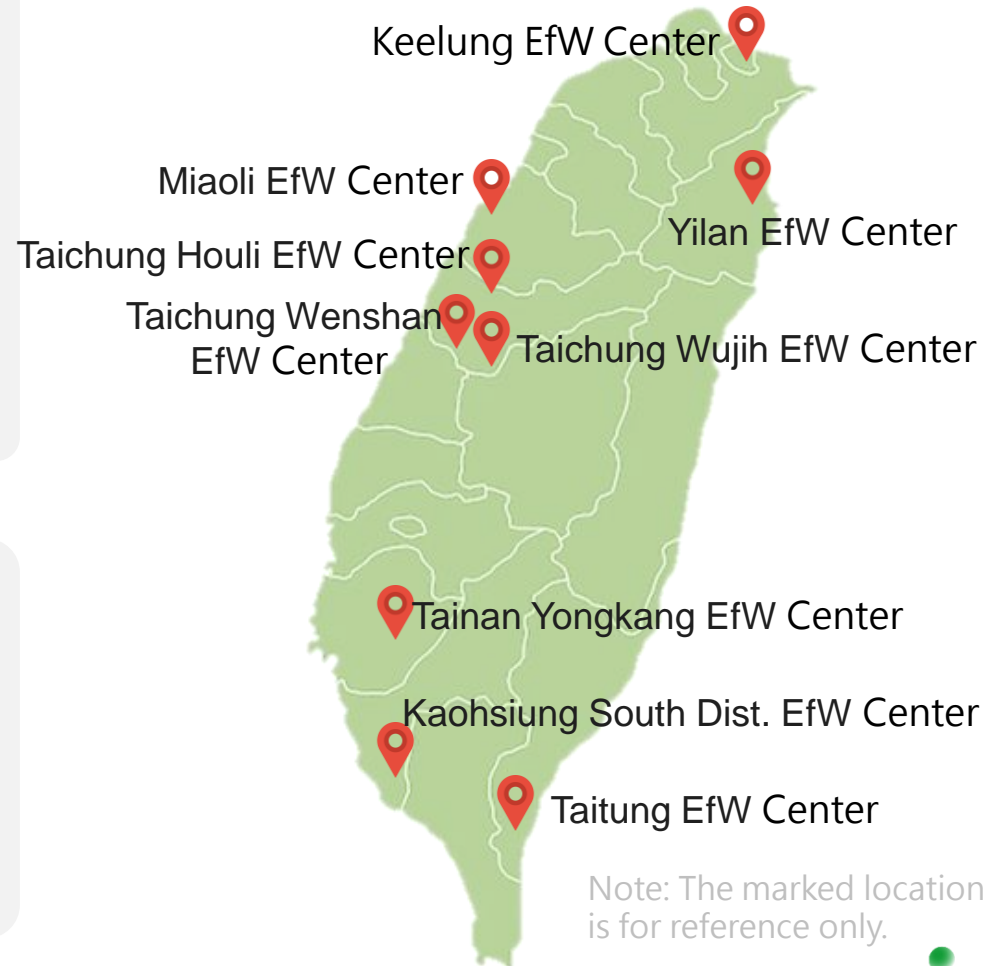 Keelung EfW Center
Miaoli EfW Center
Yilan EfW Center
Taichung Houli EfW Center
Taichung Wenshan
EfW Center
Taichung Wujih EfW Center
Tainan Yongkang EfW Center
Kaohsiung South Dist. EfW Center
Taitung EfW Center
Note: The marked location
is for reference only.